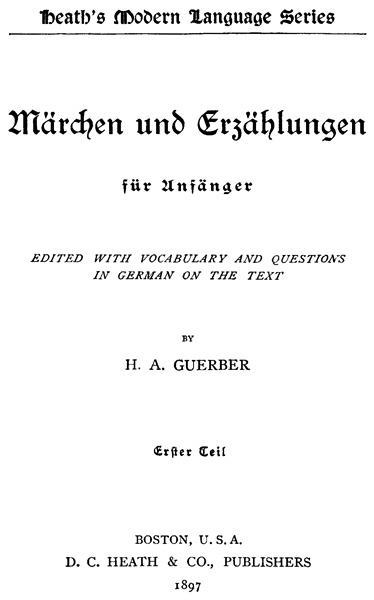 Heath's Modern Language Series
Märchen und Erzählungen
für Anfänger
EDITED WITH VOCABULARY AND QUESTIONS
IN GERMAN ON THE TEXT
BY
H. A. GUERBER
Erster Teil
BOSTON, U. S. A.
D. C. HEATH & CO., PUBLISHERS
1897